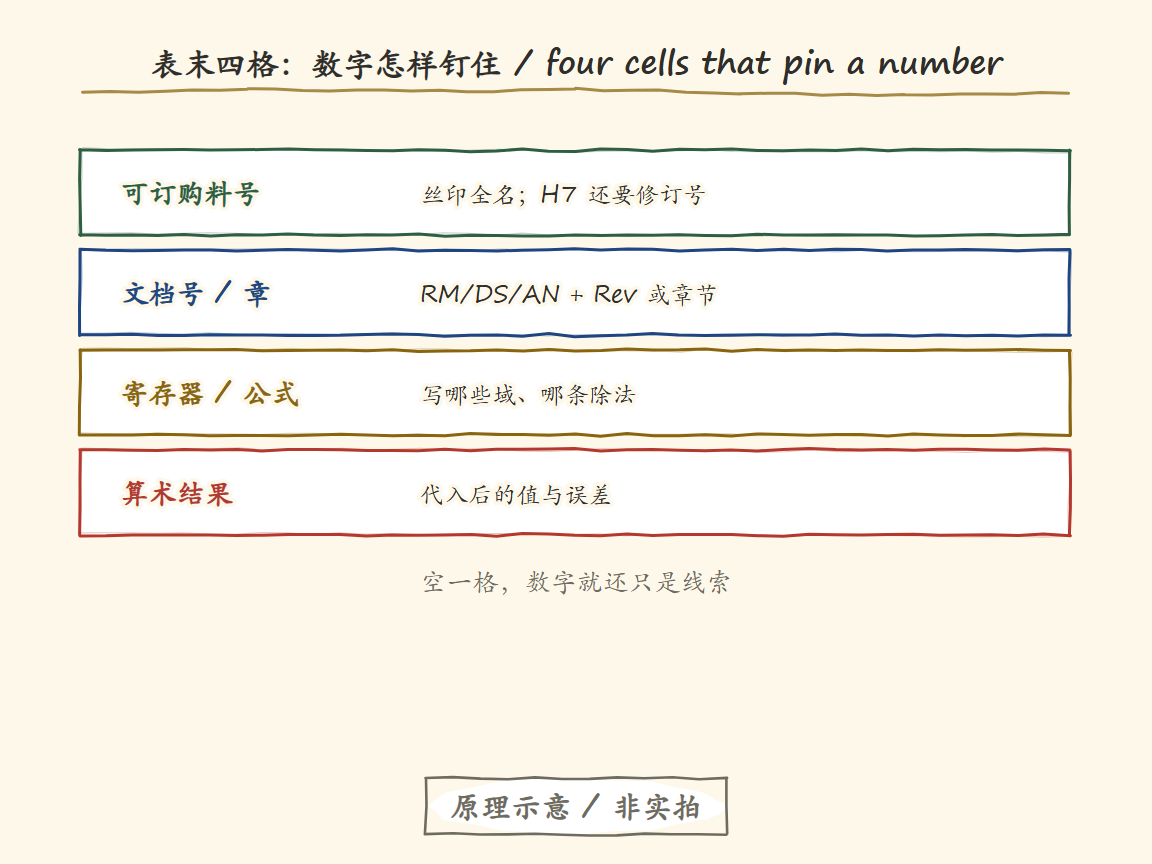 表末四格：数字怎样钉住 / four cells that pin a number
可订购料号 丝印全名；H7 还要修订号
文档号 / 章 RM/DS/AN + Rev 或章节
寄存器 / 公式 写哪些域、哪条除法
算术结果 代入后的值与误差
空一格，数字就还只是线索
原理示意 / 非实拍